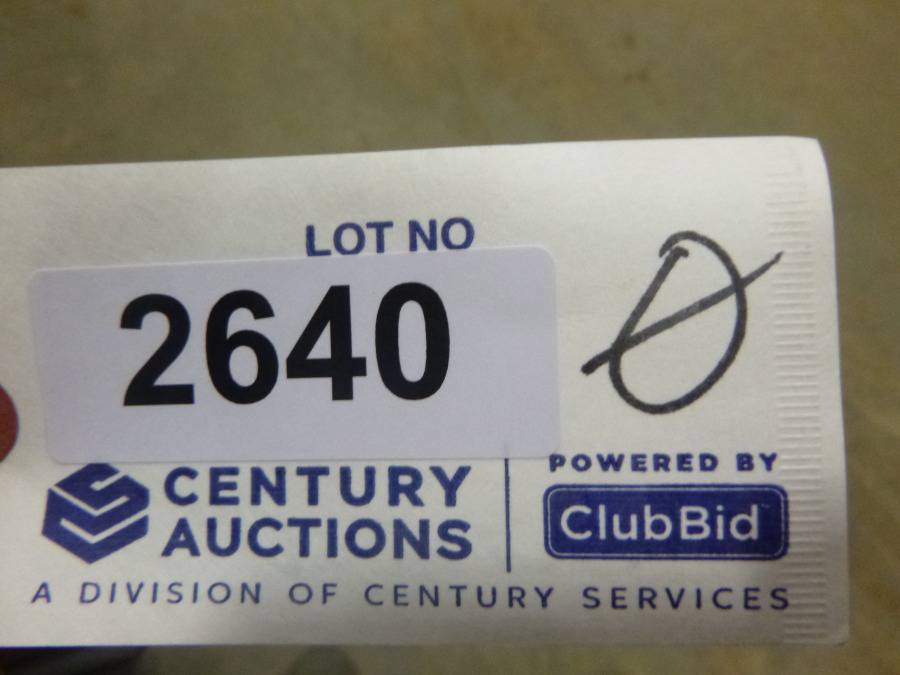 LOT NO
2640
CENTURY
AUCTIONS
POWERED BY
ClubBid
A DIVISION OF CENTURY SERVICES